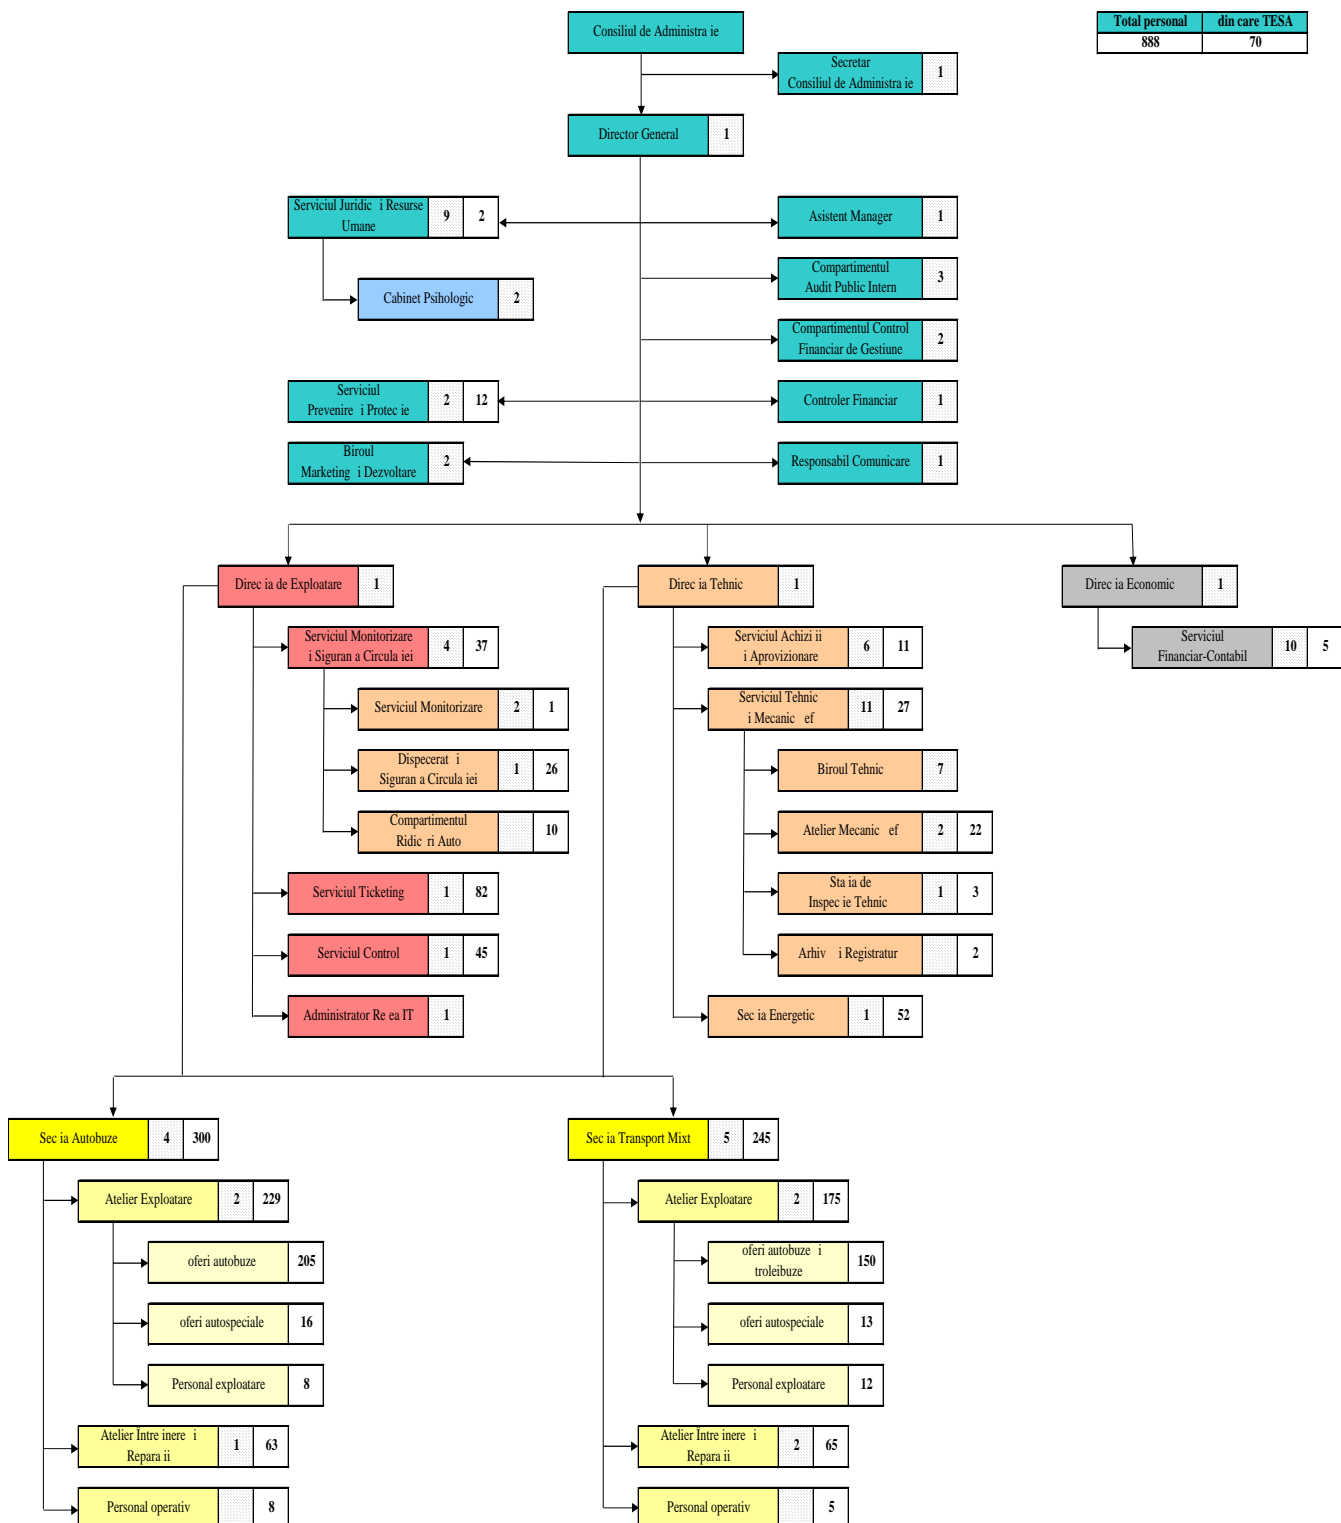 Consiliul de Administra ie
Total personal din care TESA
888 70
Secretar
Consiliul de Administra ie 1
Director General 1
Serviciul Juridic i Resurse
Umane 9 2
Asistent Manager 1
Cabinet Psihologic 2
Compartimentul
Audit Public Intern 3
Compartimentul Control
Financiar de Gestiune 2
Serviciul
Prevenire i Protec ie 2 12
Controler Financiar 1
Biroul
Marketing i Dezvoltare 2
Responsabil Comunicare 1
Direc ia de Exploatare 1
Direc ia Tehnic 1
Direc ia Economic 1
Serviciul Monitorizare
i Siguran a Circula iei 4 37
Serviciul Monitorizare 2 1
Dispecerat i
Siguran a Circula iei 1 26
Compartimentul
Ridic ri Auto 10
Serviciul Ticketing 1 82
Serviciul Control 1 45
Administrator Re ea IT 1
Serviciul Achizi ii
i Aprovizionare 6 11
Serviciul Tehnic
i Mecanic ef 11 27
Biroul Tehnic 7
Atelier Mecanic ef 2 22
Sta ia de
Inspec ie Tehnic 1 3
Arhiv i Registratur 2
Sec ia Energetic 1 52
Serviciul
Financiar-Contabil 10 5
Sec ia Autobuze 4 300
Atelier Exploatare 2 229
oferi autobuze 205
oferi autospeciale 16
Personal exploatare 8
Atelier Între inere i
Repara ii 1 63
Personal operativ 8
Sec ia Transport Mixt 5 245
Atelier Exploatare 2 175
oferi autobuze i
troleibuze 150
oferi autospeciale 13
Personal exploatare 12
Atelier Între inere i
Repara ii 2 65
Personal operativ 5